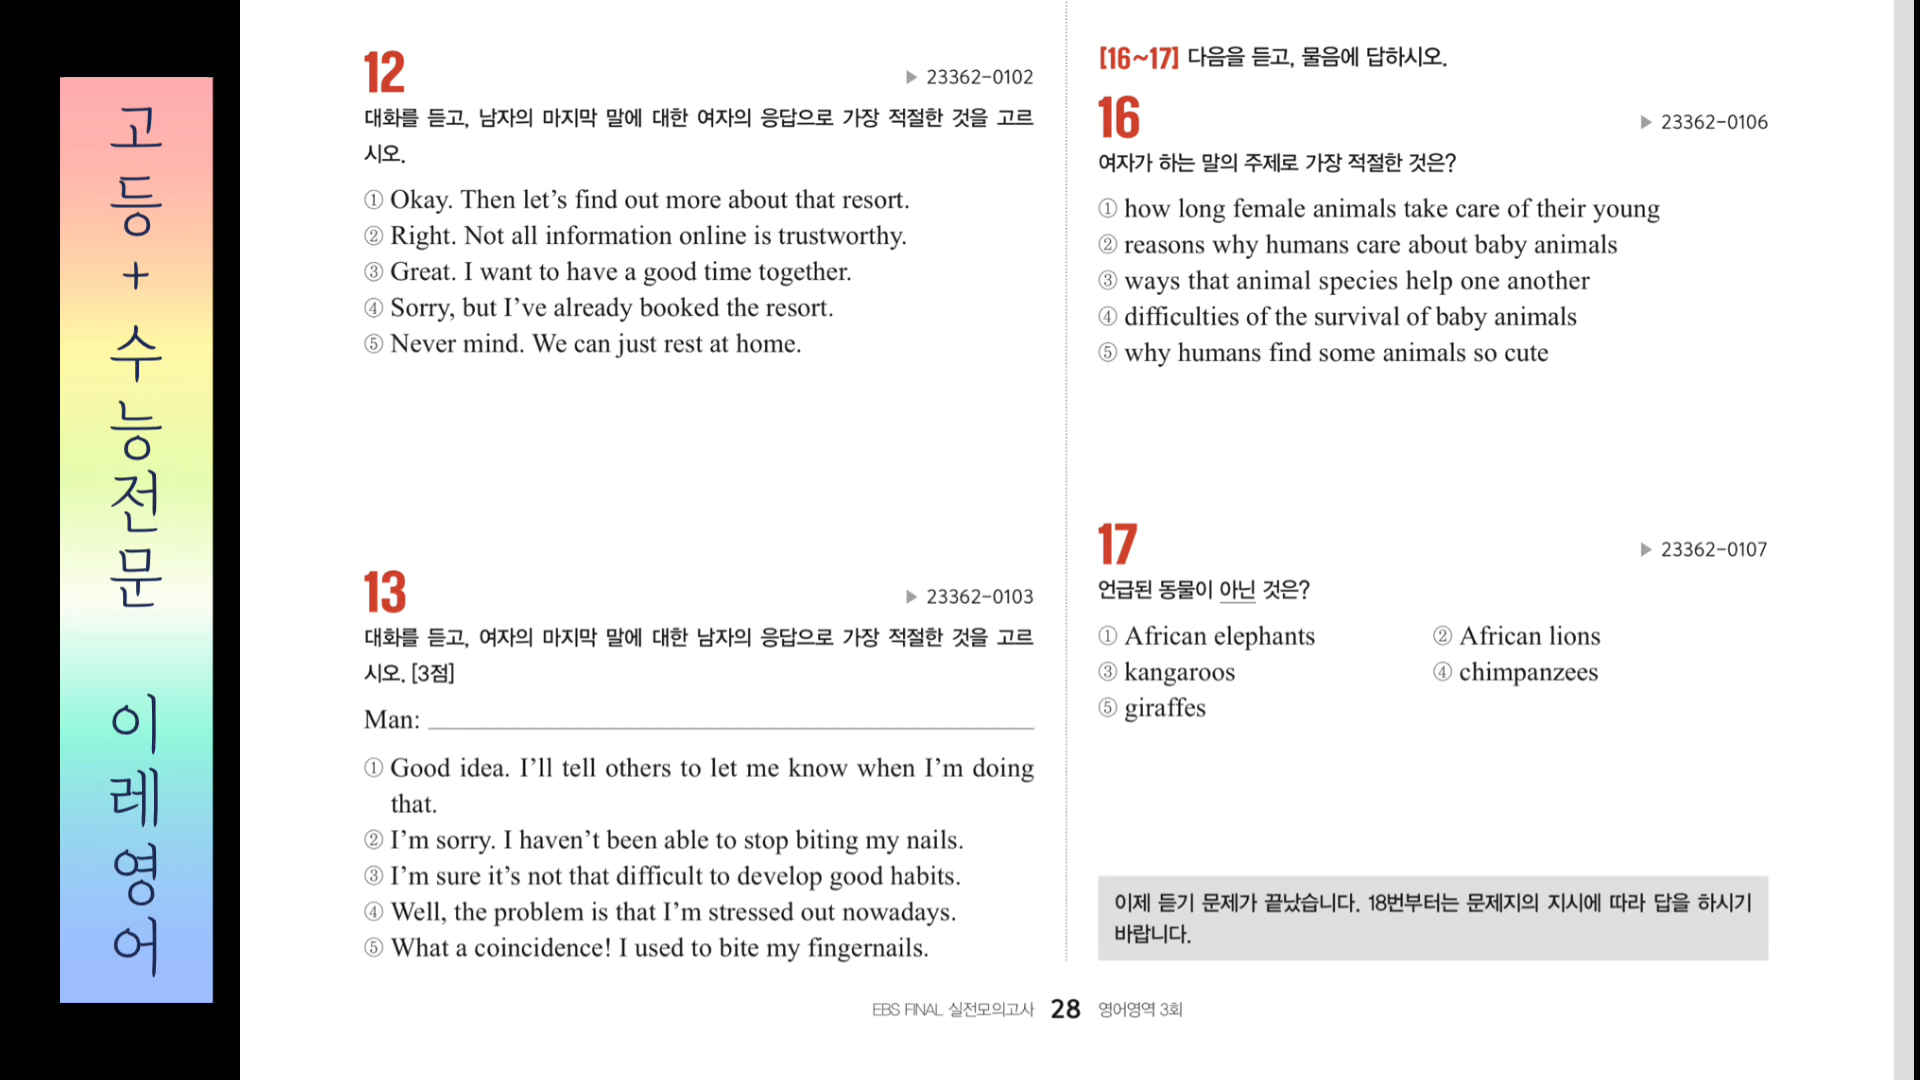 고등+수능전문 이레영어
12
▶ 23362-0102
대화를 듣고, 남자의 마지막 말에 대한 여자의 응답으로 가장 적절한 것을 고르
시오.
① Okay. Then let's find out more about that resort.
② Right. Not all information online is trustworthy.
③ Great. I want to have a good time together.
④ Sorry, but I've already booked the resort.
⑤ Never mind. We can just rest at home.
13
▶ 23362-0103
대화를 듣고, 여자의 마지막 말에 대한 남자의 응답으로 가장 적절한 것을 고르
시오. [3점]
Man:
① Good idea. I'll tell others to let me know when I'm doing
that.
② I'm sorry. I haven't been able to stop biting my nails.
③ I'm sure it's not that difficult to develop good habits.
④ Well, the problem is that I'm stressed out nowadays.
⑤ What a coincidence! I used to bite my fingernails.
[16~17] 다음을 듣고, 물음에 답하시오.
16
▶ 23362-0106
여자가 하는 말의 주제로 가장 적절한 것은?
① how long female animals take care of their young
② reasons why humans care about baby animals
③ ways that animal species help one another
④ difficulties of the survival of baby animals
⑤ why humans find some animals so cute
17
▶ 23362-0107
언급된 동물이 아닌 것은?
① African elephants ② African lions
③ kangaroos ④ chimpanzees
⑤ giraffes
이제 듣기 문제가 끝났습니다. 18번부터는 문제지의 지시에 따라 답을 하시기
바랍니다.
EBS FINAL 실전모의고사 28 영어영역 3회